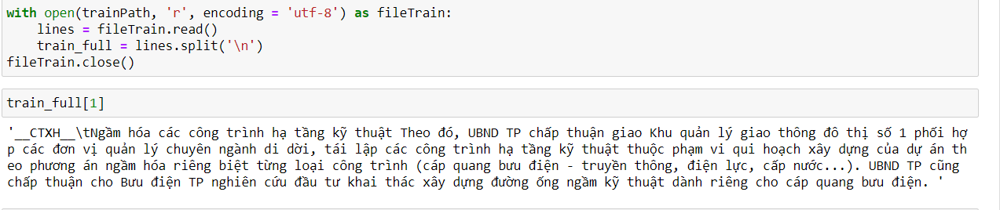 with open(trainPath, 'r', encoding = 'utf-8') as fileTrain:
    lines = fileTrain.read()
    train_full = lines.split('\n')
fileTrain.close()
train_full[1]
'__CTXH__\tNgầm hóa các công trình hạ tầng kỹ thuật Theo đó, UBND TP chấp thuận giao Khu quản lý giao thông đô thị số 1 phối hợ
p các đơn vị quản lý chuyên ngành di dời, tái lập các công trình hạ tầng kỹ thuật thuộc phạm vi qui hoạch xây dựng của dự án th
eo phương án ngầm hóa riêng biệt từng loại công trình (cáp quang bưu điện - truyền thông, điện lực, cấp nước...). UBND TP cũng
chấp thuận cho Bưu điện TP nghiên cứu đầu tư khai thác xây dựng đường ống ngầm kỹ thuật dành riêng cho cáp quang bưu điện. '